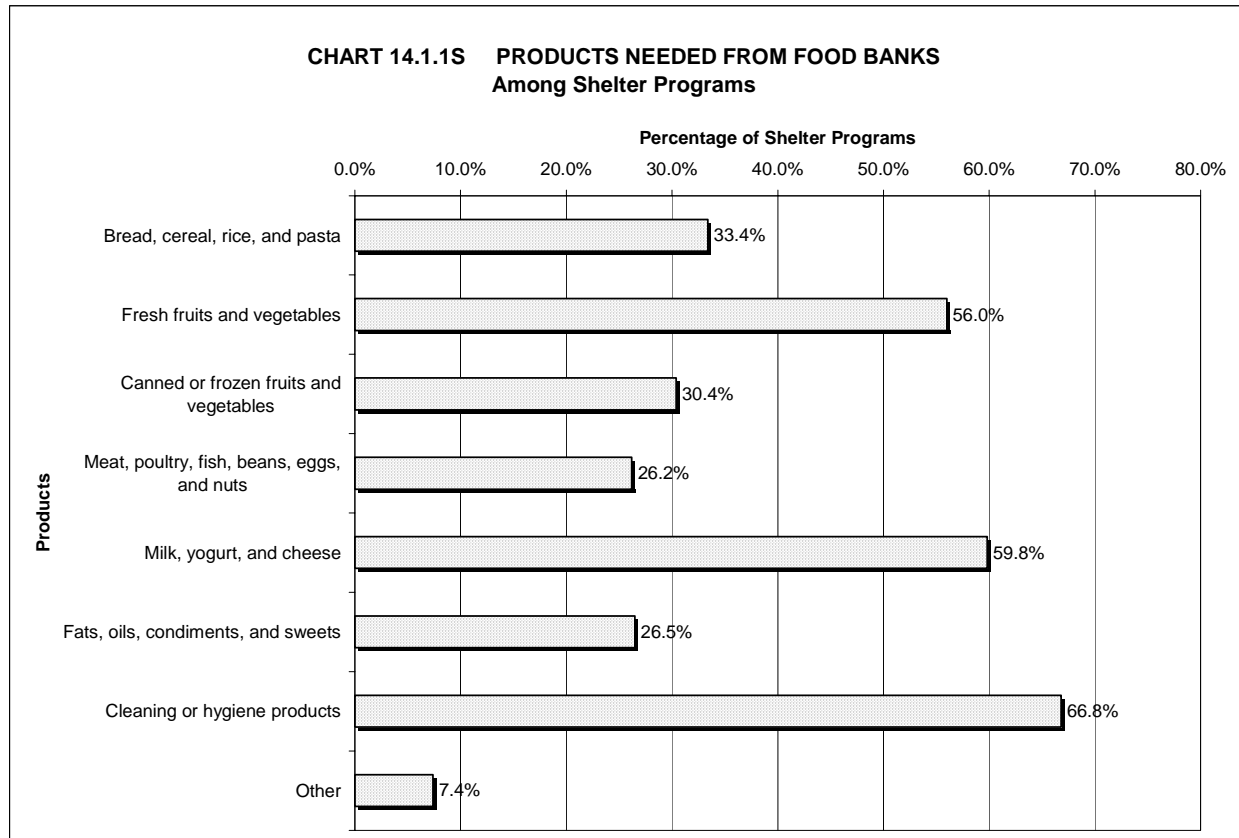 CHART 14.1.1S PRODUCTS NEEDED FROM FOOD BANKS
Among Shelter Programs
Percentage of Shelter Programs
0.0% 10.0% 20.0% 30.0% 40.0% 50.0% 60.0% 70.0% 80.0%
Products
Bread, cereal, rice, and pasta 33.4%
Fresh fruits and vegetables 56.0%
Canned or frozen fruits and
vegetables 30.4%
Meat, poultry, fish, beans, eggs,
and nuts 26.2%
Milk, yogurt, and cheese 59.8%
Fats, oils, condiments, and sweets 26.5%
Cleaning or hygiene products 66.8%
Other 7.4%